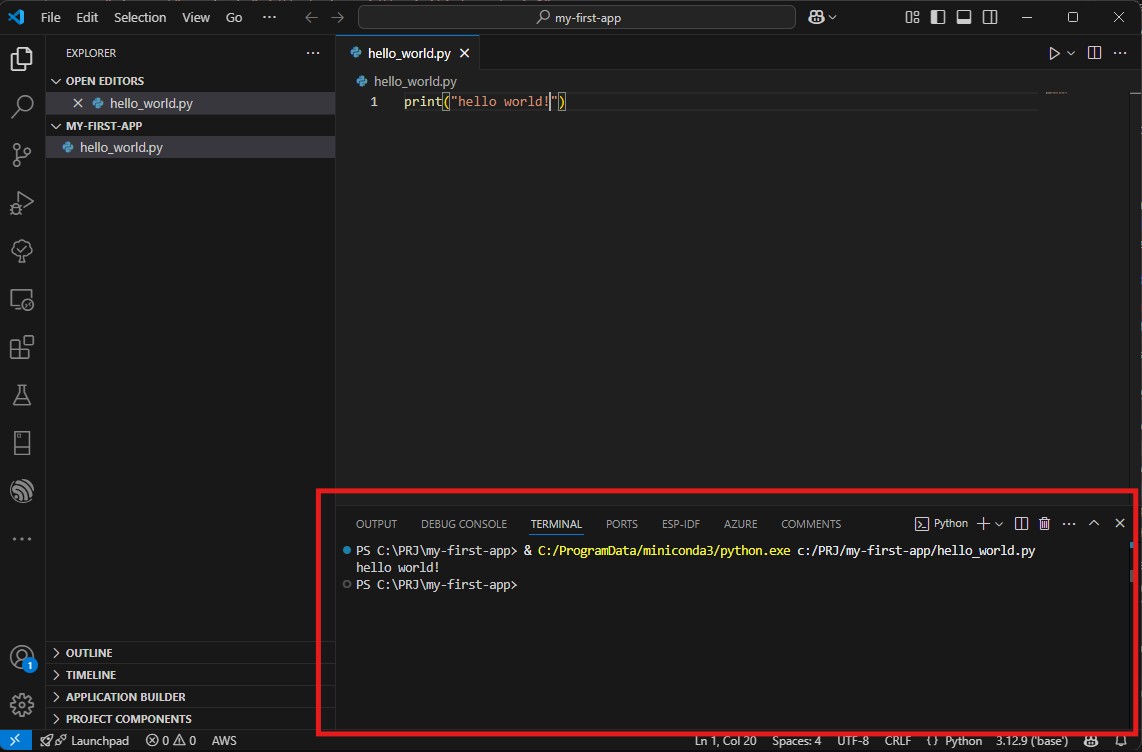 File Edit Selection View Go ··· my-first-app
EXPLORER ···
OPEN EDITORS
hello_world.py
MY-FIRST-APP
hello_world.py
hello_world.py
hello_world.py
1 print("hello world!")
OUTPUT DEBUG CONSOLE TERMINAL PORTS ESP-IDF AZURE COMMENTS Python
PS C:\PRJ\my-first-app> & C:/ProgramData/miniconda3/python.exe c:/PRJ/my-first-app/hello_world.py
hello world!
PS C:\PRJ\my-first-app>
OUTLINE
TIMELINE
APPLICATION BUILDER
PROJECT COMPONENTS
1
Launchpad 0 0 AWS Ln 1, Col 20 Spaces: 4 UTF-8 CRLF { } Python 3.12.9 ('base')